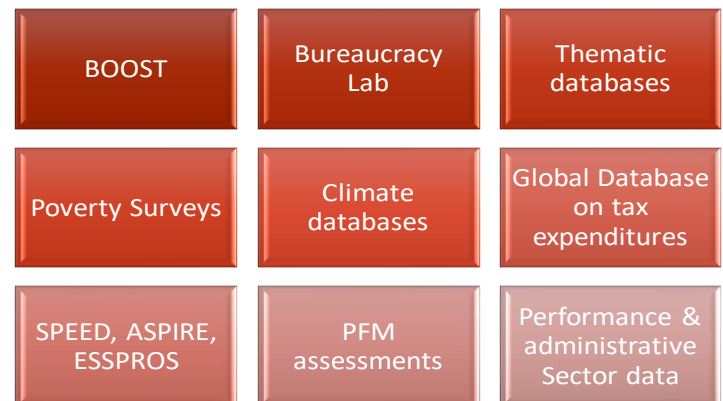 BOOST
Bureaucracy
Lab
Thematic
databases
Poverty Surveys
Climate
databases
Global Database
on tax
expenditures
SPEED, ASPIRE,
ESSPROS
PFM
assessments
Performance &
administrative
Sector data